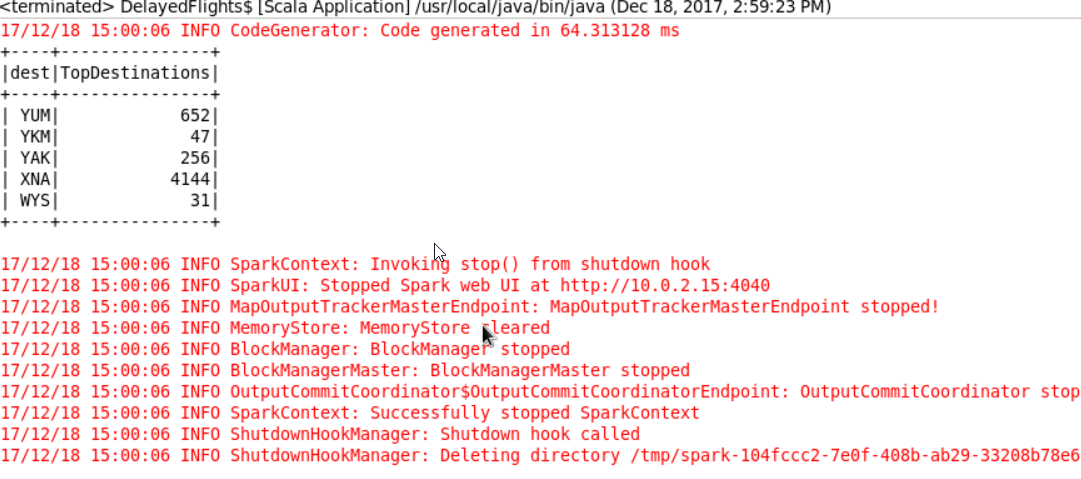 <terminated> DelayedFlights$ [Scala Application] /usr/local/java/bin/java (Dec 18, 2017, 2:59:23 PM)
17/12/18 15:00:06 INFO CodeGenerator: Code generated in 64.313128 ms
+----+---------------+
|dest|TopDestinations|
+----+---------------+
| YUM|            652|
| YKM|             47|
| YAK|            256|
| XNA|           4144|
| WYS|             31|
+----+---------------+
17/12/18 15:00:06 INFO SparkContext: Invoking stop() from shutdown hook
17/12/18 15:00:06 INFO SparkUI: Stopped Spark web UI at http://10.0.2.15:4040
17/12/18 15:00:06 INFO MapOutputTrackerMasterEndpoint: MapOutputTrackerMasterEndpoint stopped!
17/12/18 15:00:06 INFO MemoryStore: MemoryStore cleared
17/12/18 15:00:06 INFO BlockManager: BlockManager stopped
17/12/18 15:00:06 INFO BlockManagerMaster: BlockManagerMaster stopped
17/12/18 15:00:06 INFO OutputCommitCoordinator$OutputCommitCoordinatorEndpoint: OutputCommitCoordinator stop
17/12/18 15:00:06 INFO SparkContext: Successfully stopped SparkContext
17/12/18 15:00:06 INFO ShutdownHookManager: Shutdown hook called
17/12/18 15:00:06 INFO ShutdownHookManager: Deleting directory /tmp/spark-104fccc2-7e0f-408b-ab29-33208b78e6